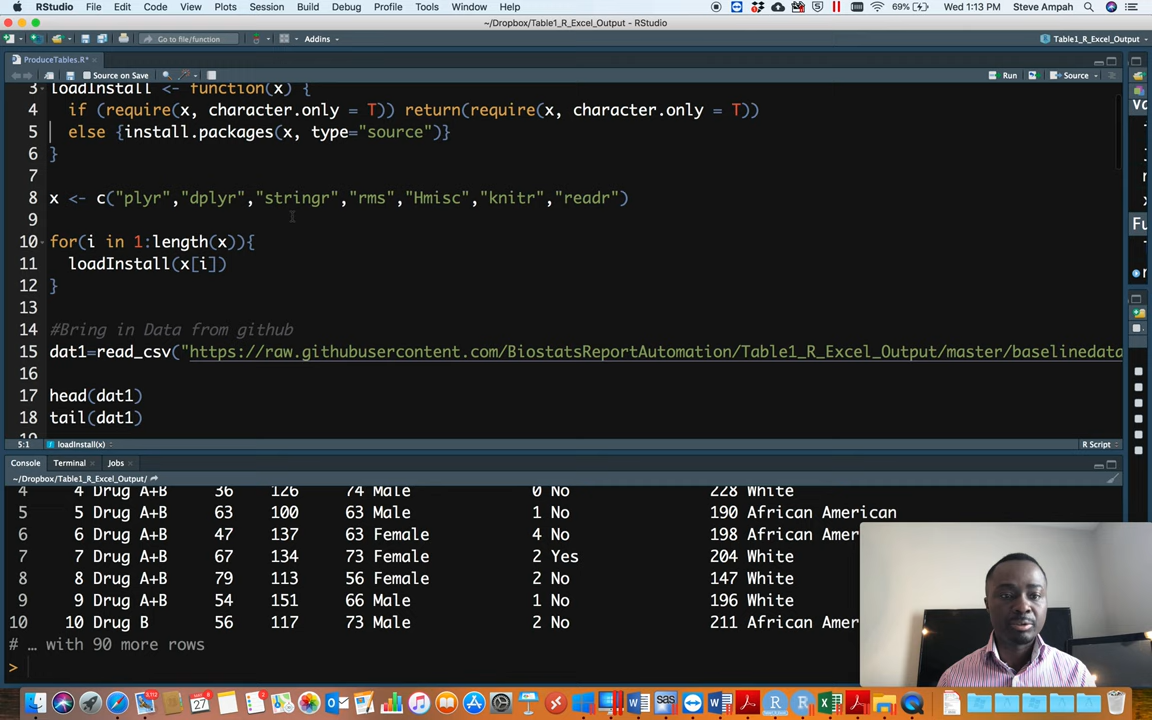 RStudio File Edit Code View Plots Session Build Debug Profile Tools Window Help 69% Wed 1:13 PM Steve Ampah
~/Dropbox/Table1_R_Excel_Output - RStudio
Go to file/function Addins Table1_R_Excel_Output
ProduceTables.R*
Source on Save Run Source
3 loadInstall <- function(x) {
4 if (require(x, character.only = T)) return(require(x, character.only = T))
5 else {install.packages(x, type="source")}
6 }
7
8 x <- c("plyr","dplyr","stringr","rms","Hmisc","knitr","readr")
9
10 for(i in 1:length(x)){
11 loadInstall(x[i])
12 }
13
14 #Bring in Data from github
15 dat1=read_csv("https://raw.githubusercontent.com/BiostatsReportAutomation/Table1_R_Excel_Output/master/baselinedata
16
17 head(dat1)
18 tail(dat1)
5:1 loadInstall(x) R Script
Console Terminal Jobs
~/Dropbox/Table1_R_Excel_Output/
4 4 Drug A+B 36 126 74 Male 0 No 228 White
5 5 Drug A+B 63 100 63 Male 1 No 190 African American
6 6 Drug A+B 47 137 63 Female 4 No 198 African Amer
7 7 Drug A+B 67 134 73 Female 2 Yes 204 White
8 8 Drug A+B 79 113 56 Female 2 No 147 White
9 9 Drug A+B 54 151 66 Male 1 No 196 White
10 10 Drug B 56 117 73 Male 2 No 211 African Amer
# … with 90 more rows
>